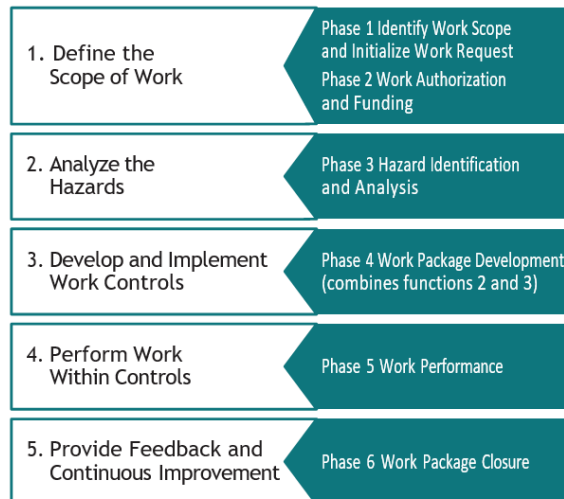 1. Define the
Scope of Work
Phase 1 Identify Work Scope
and Initialize Work Request
Phase 2 Work Authorization
and Funding
2. Analyze the
Hazards
Phase 3 Hazard Identification
and Analysis
3. Develop and Implement
Work Controls
Phase 4 Work Package Development
(combines functions 2 and 3)
4. Perform Work
Within Controls
Phase 5 Work Performance
5. Provide Feedback and
Continuous Improvement
Phase 6 Work Package Closure